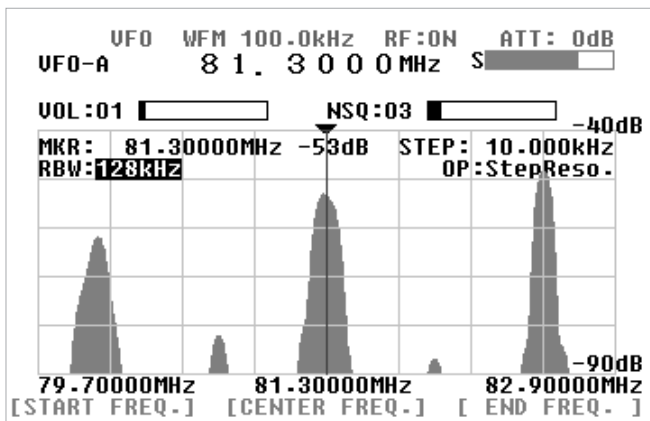 VFO WFM 100.0kHz RF:ON ATT: 0dB
VFO-A 81.3000MHz S
VOL:01 NSQ:03
-40dB
MKR: 81.30000MHz -53dB STEP: 10.000kHz
RBW:128kHz OP:StepReso.
-90dB
79.70000MHz 81.30000MHz 82.90000MHz
[START FREQ.] [CENTER FREQ.] [ END FREQ. ]